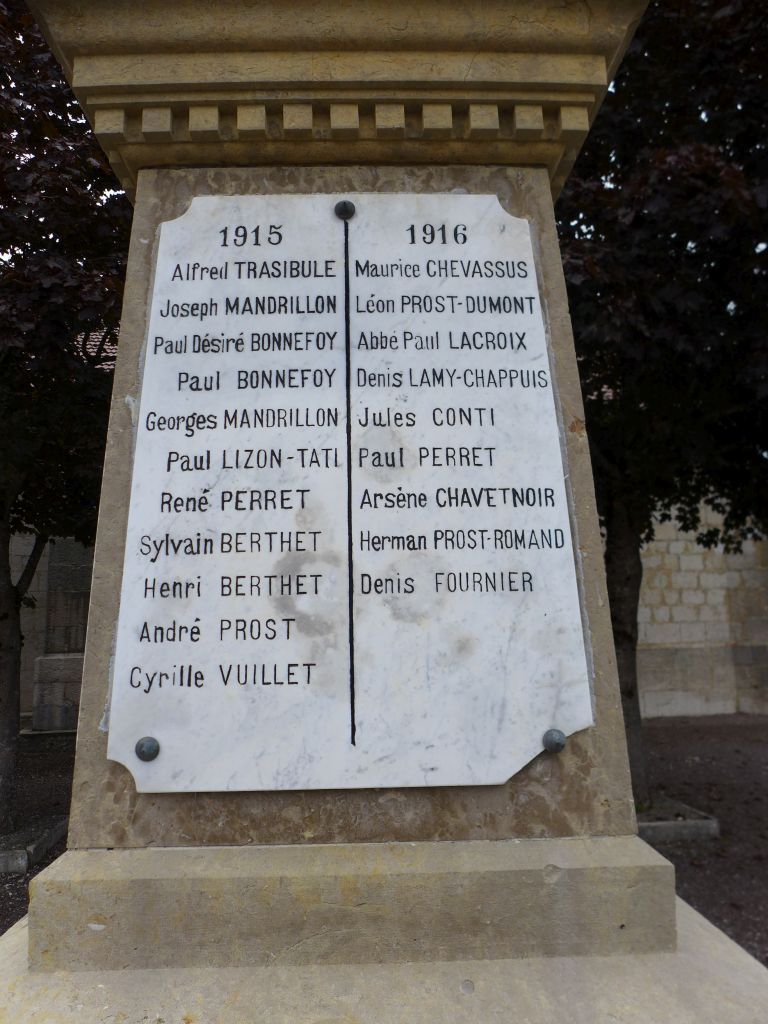 1915
Alfred TRASIBULE
Joseph MANDRILLON
Paul Désiré BONNEFOY
Paul BONNEFOY
Georges MANDRILLON
Paul LIZON-TATI
René PERRET
Sylvain BERTHET
Henri BERTHET
André PROST
Cyrille VUILLET
1916
Maurice CHEVASSUS
Léon PROST-DUMONT
Abbé Paul LACROIX
Denis LAMY-CHAPPUIS
Jules CONTI
Paul PERRET
Arsène CHAVETNOIR
Herman PROST-ROMAND
Denis FOURNIER